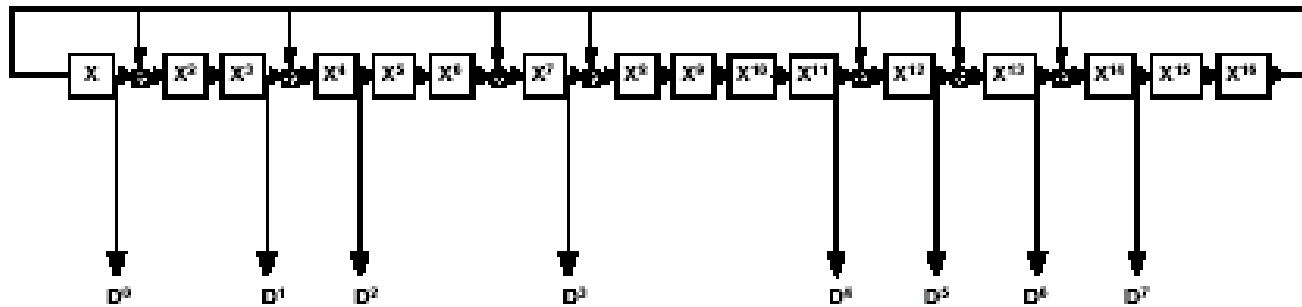 X X² X³ X⁴ X⁵ X⁶ X⁷ X⁸ X⁹ X¹⁰ X¹¹ X¹² X¹³ X¹⁴ X¹⁵ X¹⁶
D⁰ D¹ D² D³ D⁴ D⁵ D⁶ D⁷